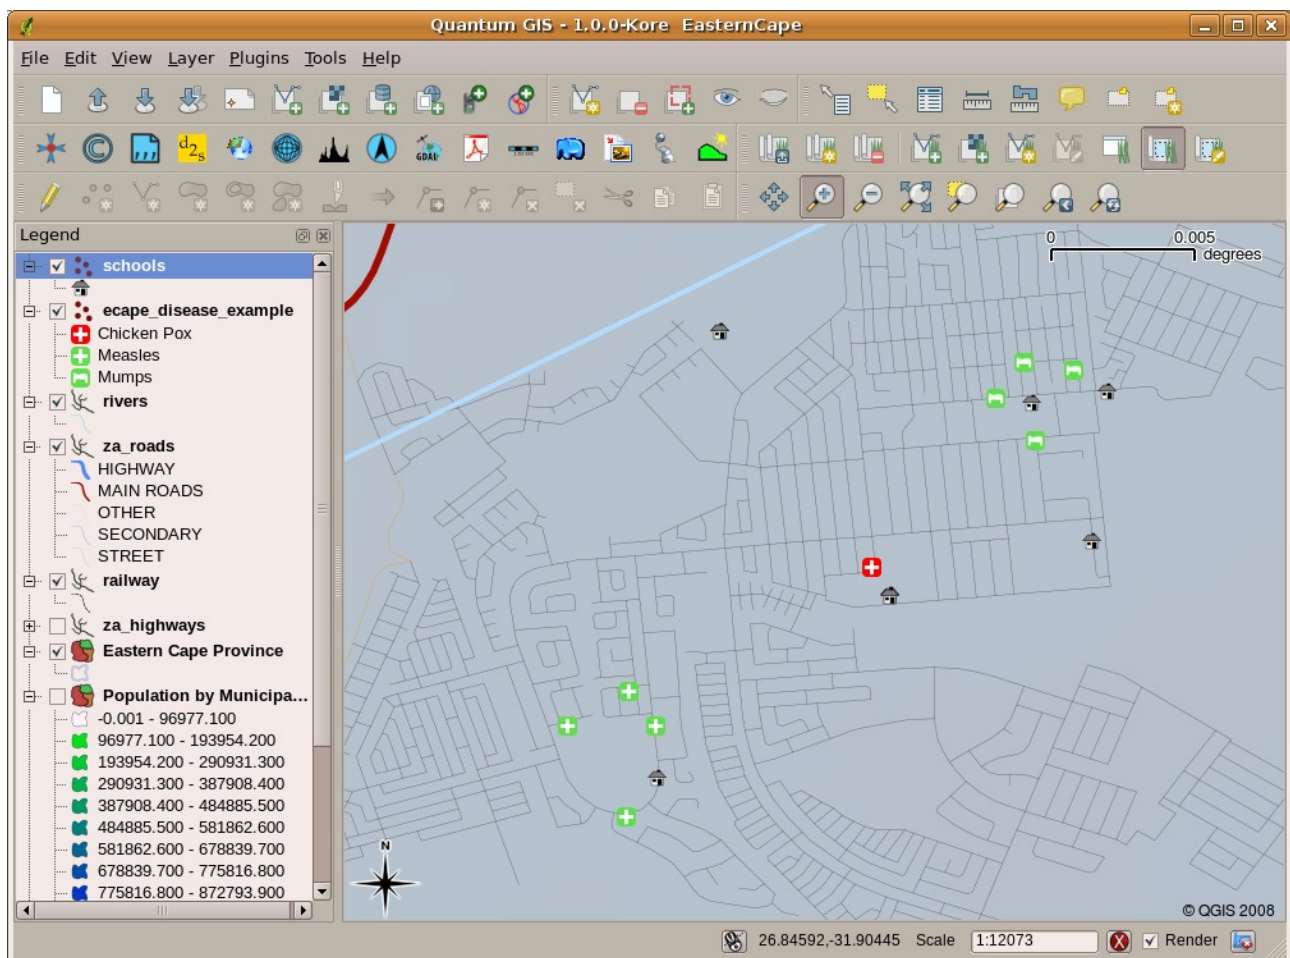 Quantum GIS - 1.0.0-Kore EasternCape
File Edit View Layer Plugins Tools Help
d2s
GDAL
Legend
schools
ecape_disease_example
Chicken Pox
Measles
Mumps
rivers
za_roads
HIGHWAY
MAIN ROADS
OTHER
SECONDARY
STREET
railway
za_highways
Eastern Cape Province
Population by Municipa...
-0.001 - 96977.100
96977.100 - 193954.200
193954.200 - 290931.300
290931.300 - 387908.400
387908.400 - 484885.500
484885.500 - 581862.600
581862.600 - 678839.700
678839.700 - 775816.800
775816.800 - 872793.900
0 0.005
degrees
N
© QGIS 2008
26.84592,-31.90445 Scale 1:12073 Render